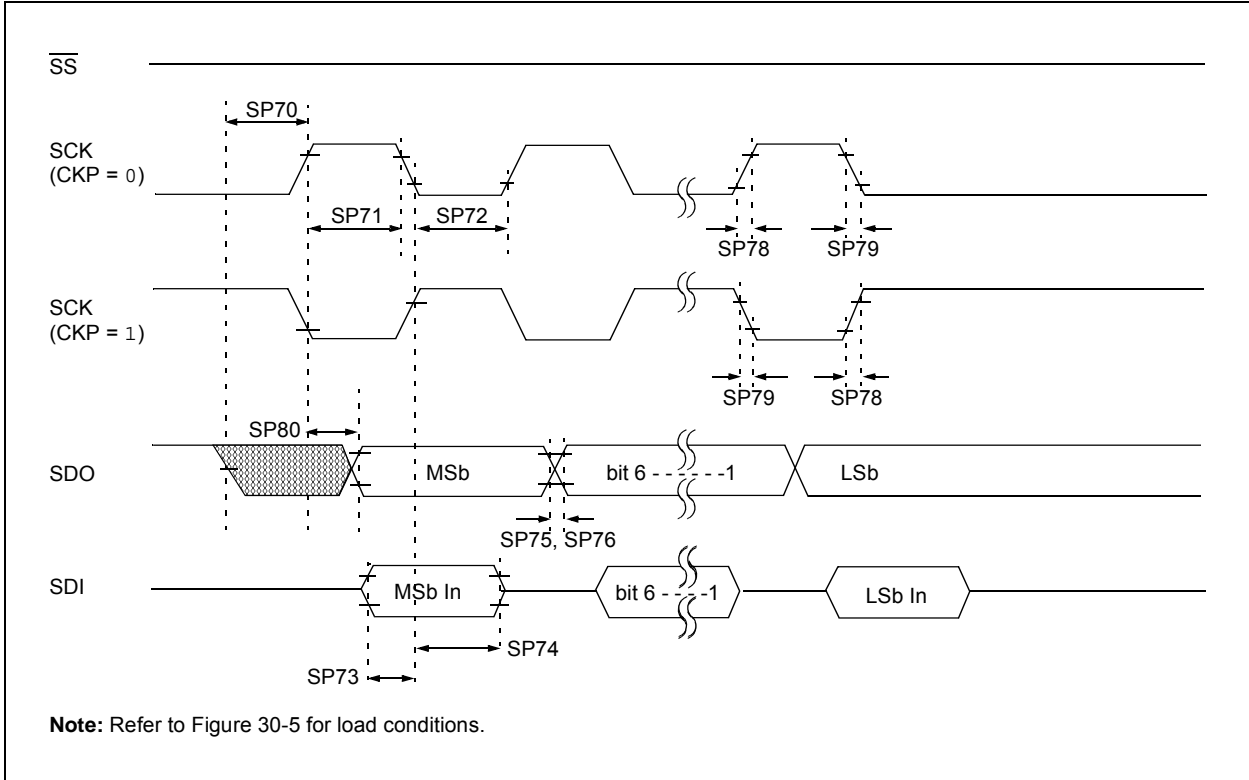 SS
SP70
SCK
(CKP = 0)
SP71
SP72
SP78
SP79
SCK
(CKP = 1)
SP79
SP78
SP80
SDO
MSb
bit 6 - - - - - -1
LSb
SP75, SP76
SDI
MSb In
bit 6 - - - - -1
LSb In
SP74
SP73
Note: Refer to Figure 30-5 for load conditions.